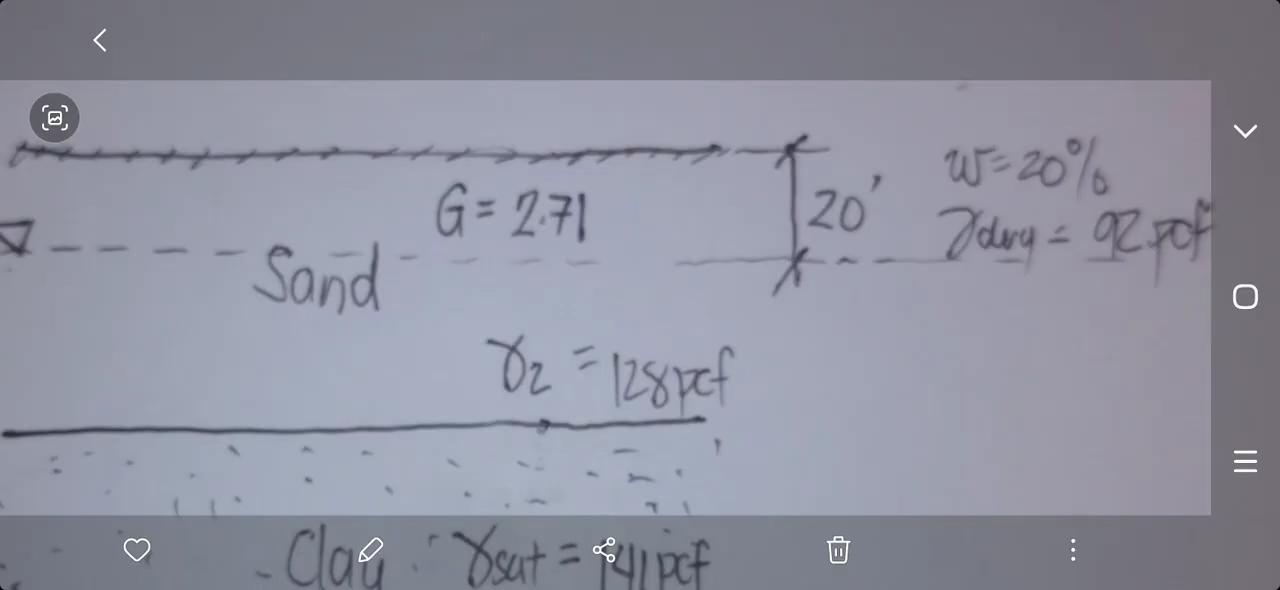 G = 2.71
20'
w = 20%
γdry = 92 pcf
Sand
γ2 = 128 pcf
Clay γsat = 141 pcf